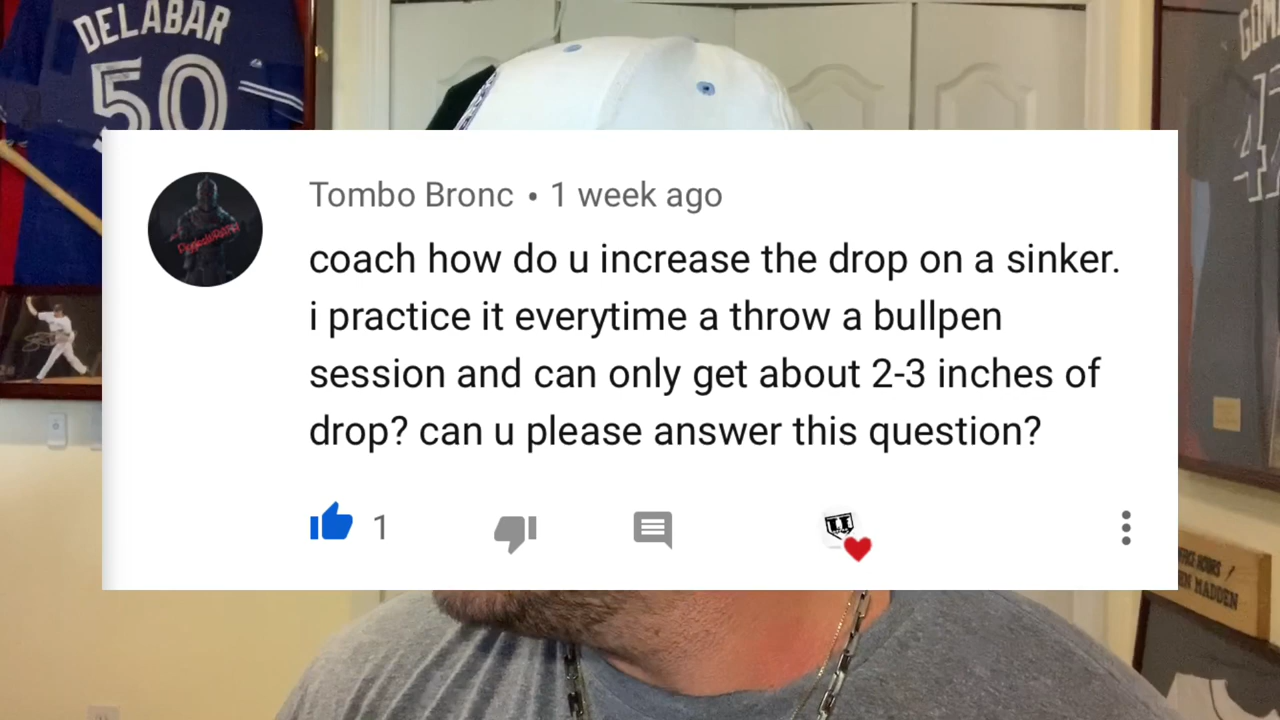 DELABAR
50
Tombo Bronc • 1 week ago
coach how do u increase the drop on a sinker.
i practice it everytime a throw a bullpen
session and can only get about 2-3 inches of
drop? can u please answer this question?
1
MADDEN